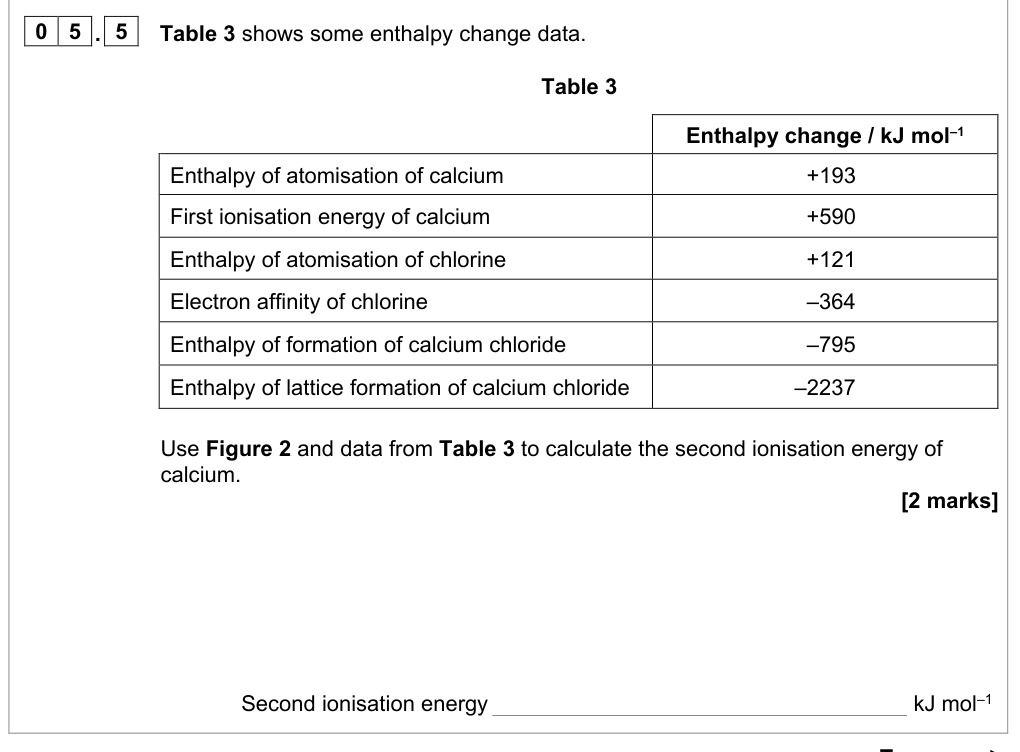 0 5 . 5 Table 3 shows some enthalpy change data.
Table 3
Enthalpy change / kJ mol⁻¹
Enthalpy of atomisation of calcium +193
First ionisation energy of calcium +590
Enthalpy of atomisation of chlorine +121
Electron affinity of chlorine –364
Enthalpy of formation of calcium chloride –795
Enthalpy of lattice formation of calcium chloride –2237
Use Figure 2 and data from Table 3 to calculate the second ionisation energy of
calcium.
[2 marks]
Second ionisation energy kJ mol⁻¹